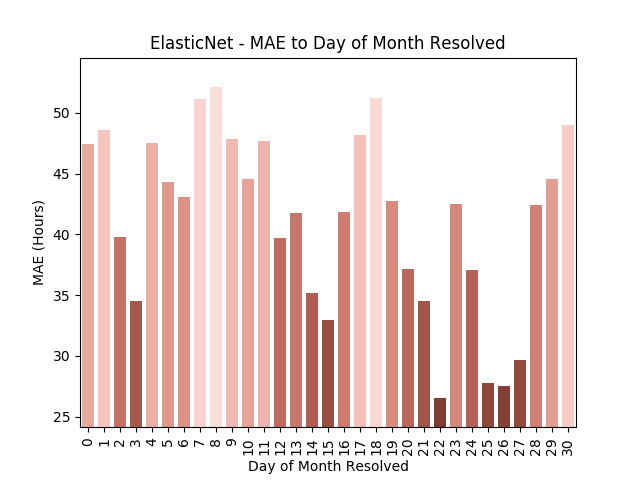 ElasticNet - MAE to Day of Month Resolved
MAE (Hours)
50
45
40
35
30
25
0 1 2 3 4 5 6 7 8 9 10 11 12 13 14 15 16 17 18 19 20 21 22 23 24 25 26 27 28 29 30
Day of Month Resolved